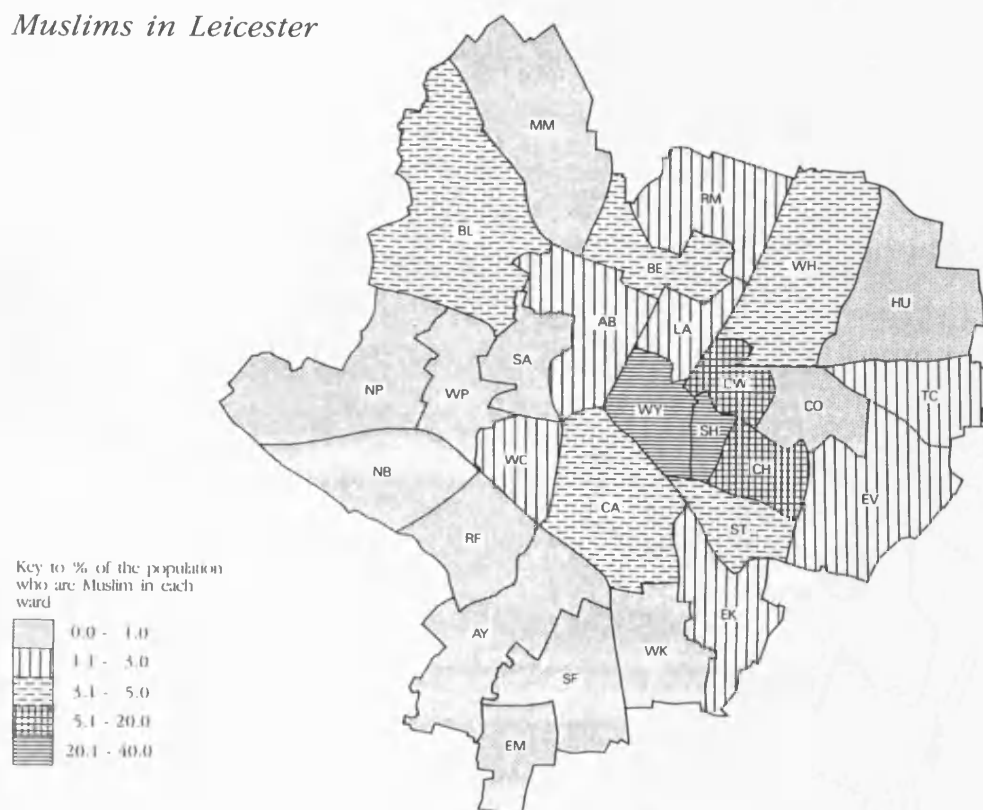 Muslims in Leicester
MM
RM
BL
BE
WH
HU
AB
LA
SA
CW
NP
WP
CO
TC
WY
SH
WC
CH
NB
EV
CA
ST
RF
Key to % of the population
who are Muslim in each
ward
0.0 - 1.0
1.1 - 3.0
3.1 - 5.0
5.1 - 20.0
20.1 - 40.0
EK
AY
WK
SF
EM